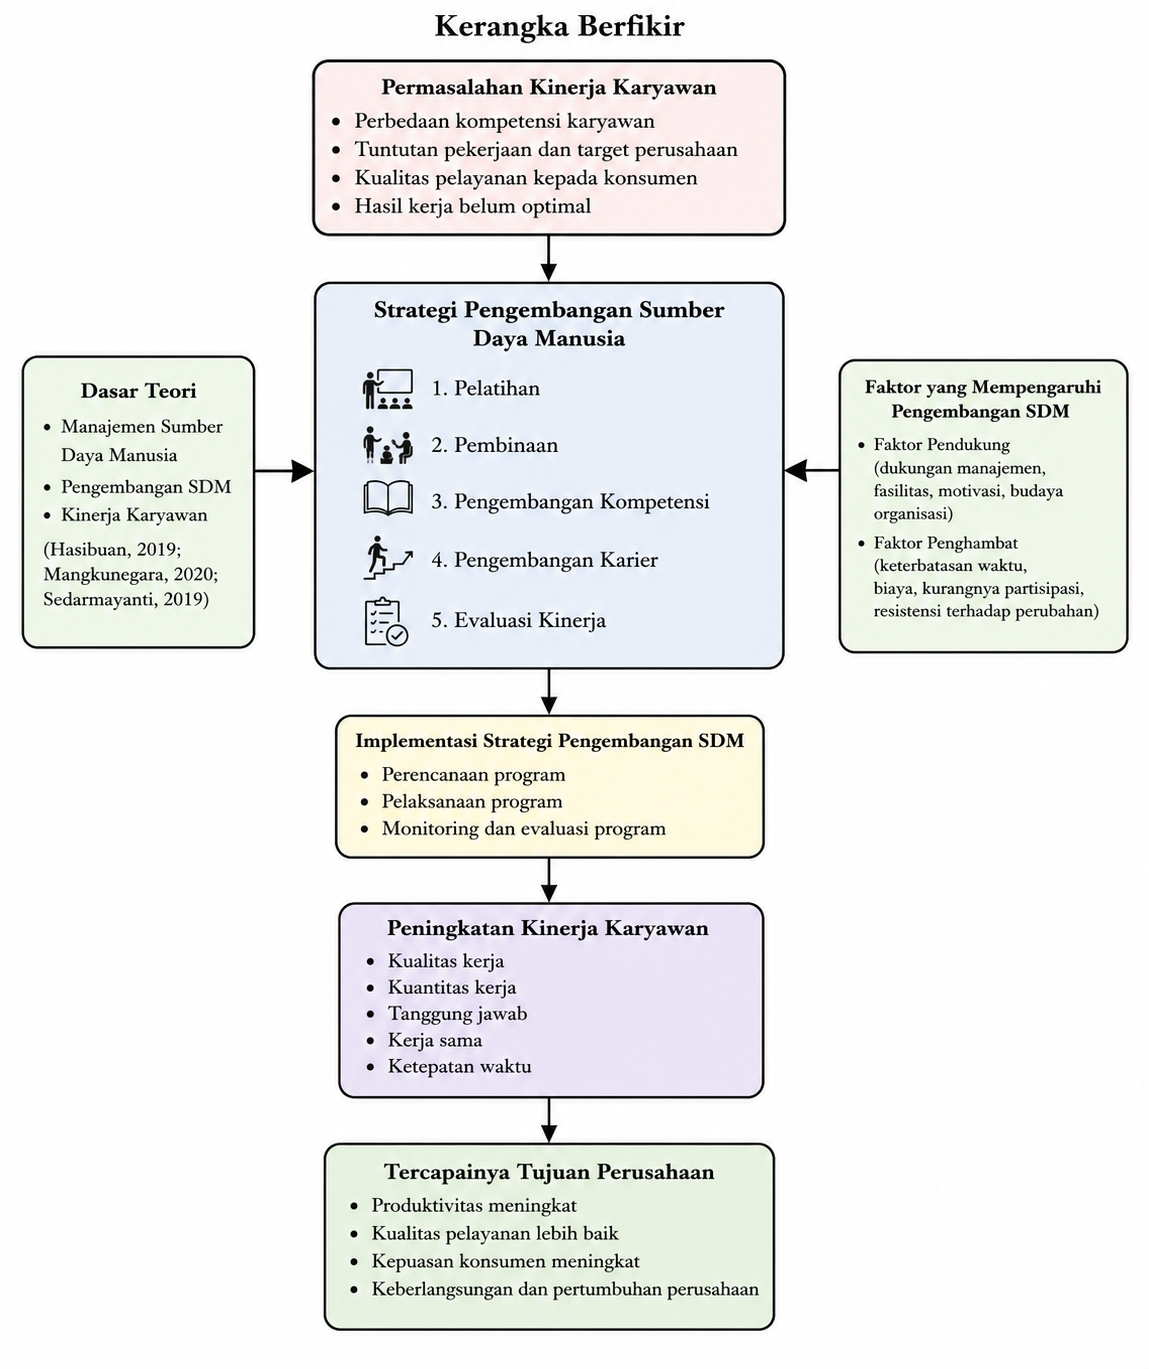 Kerangka Berfikir
Permasalahan Kinerja Karyawan
• Perbedaan kompetensi karyawan
• Tuntutan pekerjaan dan target perusahaan
• Kualitas pelayanan kepada konsumen
• Hasil kerja belum optimal
Strategi Pengembangan Sumber
Daya Manusia
1. Pelatihan
2. Pembinaan
3. Pengembangan Kompetensi
4. Pengembangan Karier
5. Evaluasi Kinerja
Dasar Teori
• Manajemen Sumber
Daya Manusia
• Pengembangan SDM
• Kinerja Karyawan
(Hasibuan, 2019;
Mangkunegara, 2020;
Sedarmayanti, 2019)
Faktor yang Mempengaruhi
Pengembangan SDM
• Faktor Pendukung
(dukungan manajemen,
fasilitas, motivasi, budaya
organisasi)
• Faktor Penghambat
(keterbatasan waktu,
biaya, kurangnya partisipasi,
resistensi terhadap perubahan)
Implementasi Strategi Pengembangan SDM
• Perencanaan program
• Pelaksanaan program
• Monitoring dan evaluasi program
Peningkatan Kinerja Karyawan
• Kualitas kerja
• Kuantitas kerja
• Tanggung jawab
• Kerja sama
• Ketepatan waktu
Tercapainya Tujuan Perusahaan
• Produktivitas meningkat
• Kualitas pelayanan lebih baik
• Kepuasan konsumen meningkat
• Keberlangsungan dan pertumbuhan perusahaan